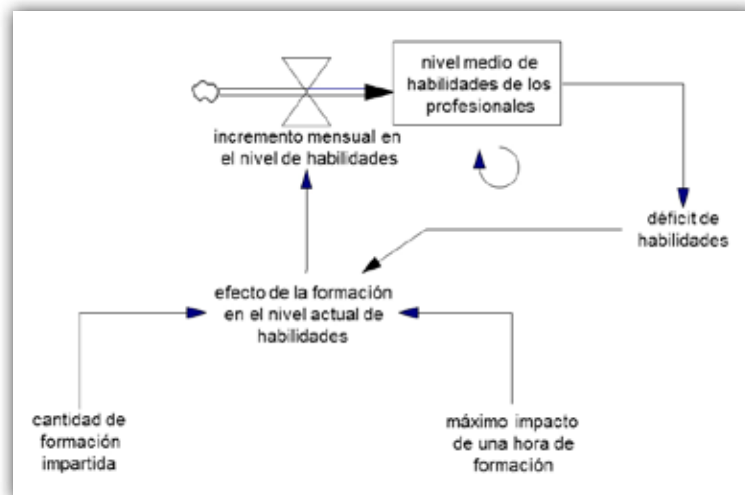 nivel medio de
habilidades de los
profesionales
incremento mensual en
el nivel de habilidades
déficit de
habilidades
efecto de la formación
en el nivel actual de
habilidades
cantidad de
formación
impartida
máximo impacto
de una hora de
formación